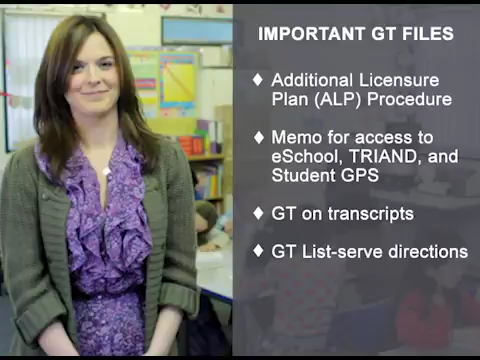 IMPORTANT GT FILES
♦ Additional Licensure
Plan (ALP) Procedure
♦ Memo for access to
eSchool, TRIAND, and
Student GPS
♦ GT on transcripts
♦ GT List-serve directions